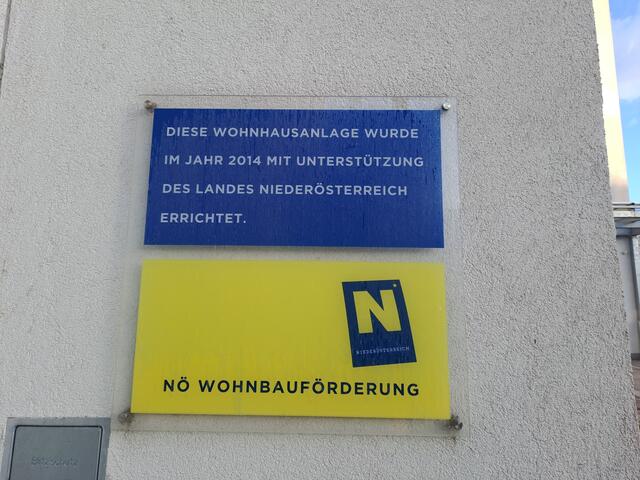 DIESE WOHNHAUSANLAGE WURDE
IM JAHR 2014 MIT UNTERSTÜTZUNG
DES LANDES NIEDERÖSTERREICH
ERRICHTET.
N
NIEDERÖSTERREICH
NÖ WOHNBAUFÖRDERUNG